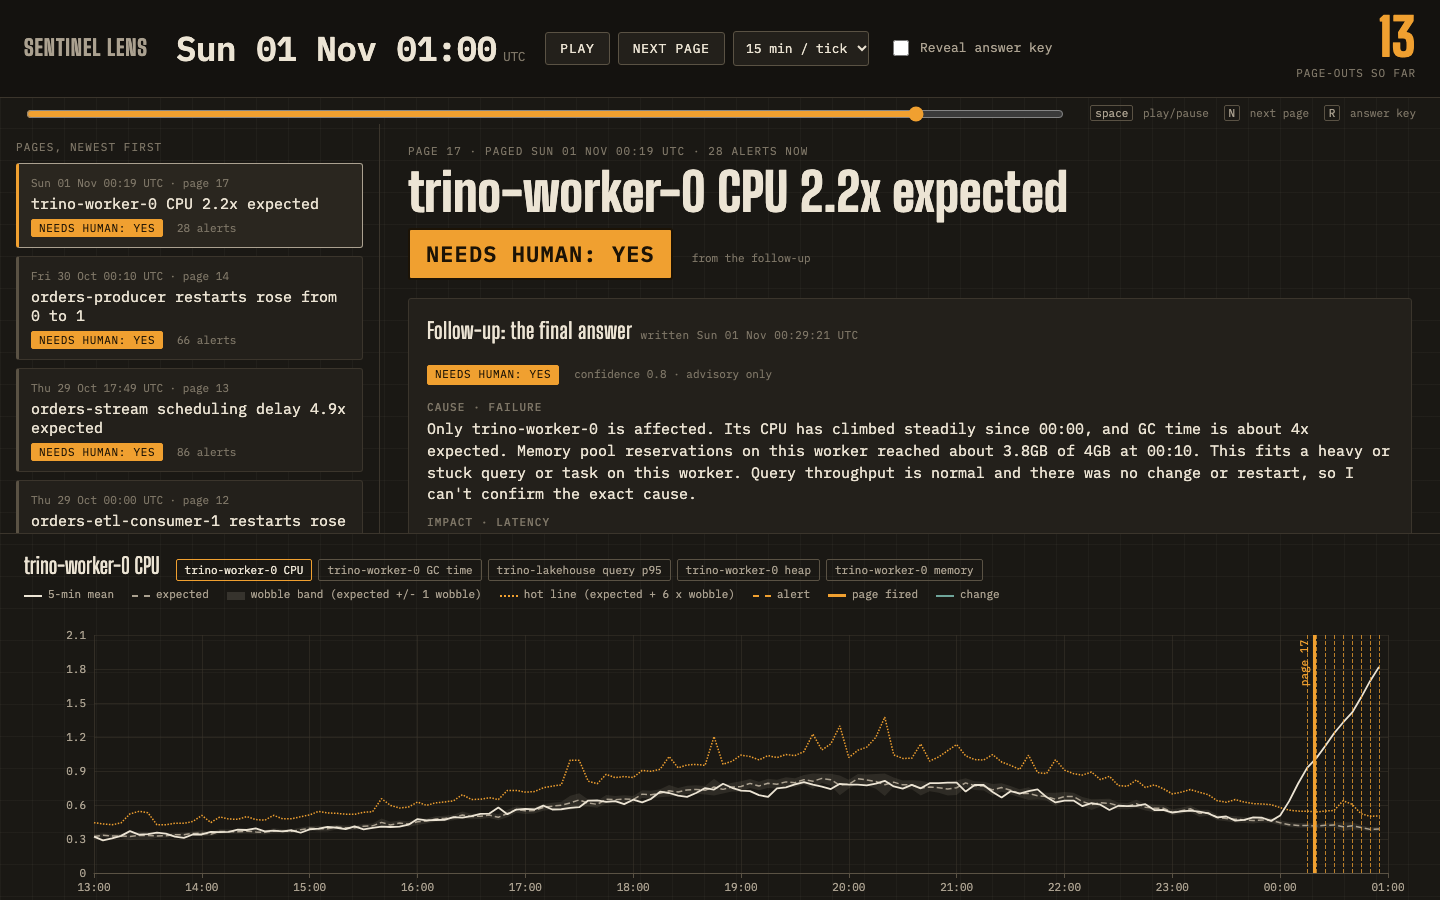 SENTINEL LENS
Sun 01 Nov 01:00 UTC
PLAY
NEXT PAGE
15 min / tick
Reveal answer key
13
PAGE-OUTS SO FAR
space play/pause N next page R answer key
PAGES, NEWEST FIRST
Sun 01 Nov 00:19 UTC · page 17
trino-worker-0 CPU 2.2x expected
NEEDS HUMAN: YES 28 alerts
Fri 30 Oct 00:10 UTC · page 14
orders-producer restarts rose from
0 to 1
NEEDS HUMAN: YES 66 alerts
Thu 29 Oct 17:49 UTC · page 13
orders-stream scheduling delay 4.9x
expected
NEEDS HUMAN: YES 86 alerts
Thu 29 Oct 00:00 UTC · page 12
orders-etl-consumer-1 restarts rose
PAGE 17 · PAGED SUN 01 NOV 00:19 UTC · 28 ALERTS NOW
trino-worker-0 CPU 2.2x expected
NEEDS HUMAN: YES from the follow-up
Follow-up: the final answer written Sun 01 Nov 00:29:21 UTC
NEEDS HUMAN: YES confidence 0.8 · advisory only
CAUSE · FAILURE
Only trino-worker-0 is affected. Its CPU has climbed steadily since 00:00, and GC time is about 4x
expected. Memory pool reservations on this worker reached about 3.8GB of 4GB at 00:10. This fits a heavy or
stuck query or task on this worker. Query throughput is normal and there was no change or restart, so I
can't confirm the exact cause.
IMPACT · LATENCY
trino-worker-0 CPU
trino-worker-0 CPU
trino-worker-0 GC time
trino-lakehouse query p95
trino-worker-0 heap
trino-worker-0 memory
5-min mean
expected
wobble band (expected +/- 1 wobble)
hot line (expected + 6 x wobble)
alert
page fired
change
2.1
1.8
1.5
1.2
0.9
0.6
0.3
0
page 17
13:00 14:00 15:00 16:00 17:00 18:00 19:00 20:00 21:00 22:00 23:00 00:00 01:00